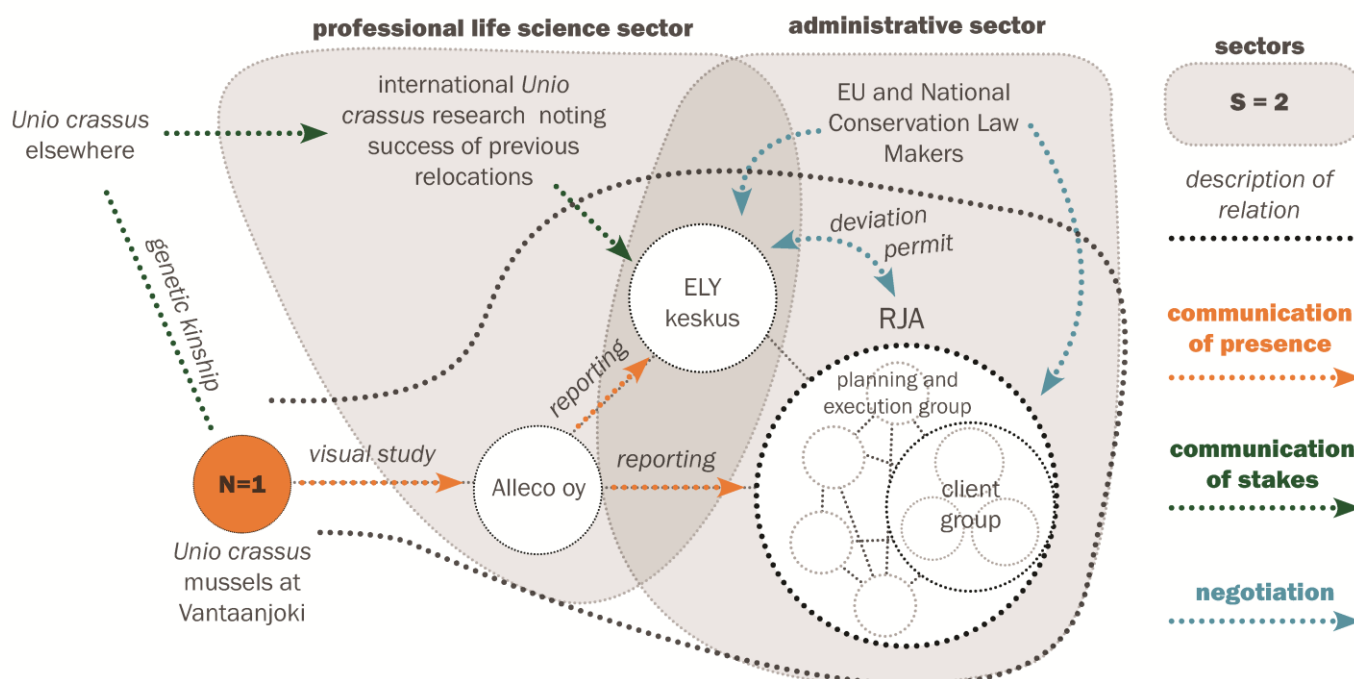 professional life science sector
administrative sector
sectors
S = 2
description of
relation
communication
of presence
communication
of stakes
negotiation
Unio crassus
elsewhere
international Unio
crassus research noting
success of previous
relocations
EU and National
Conservation Law
Makers
deviation
permit
genetic kinship
ELY
keskus
RJA
reporting
planning and
execution group
client
group
N=1
visual study
Alleco oy
reporting
Unio crassus
mussels at
Vantaanjoki